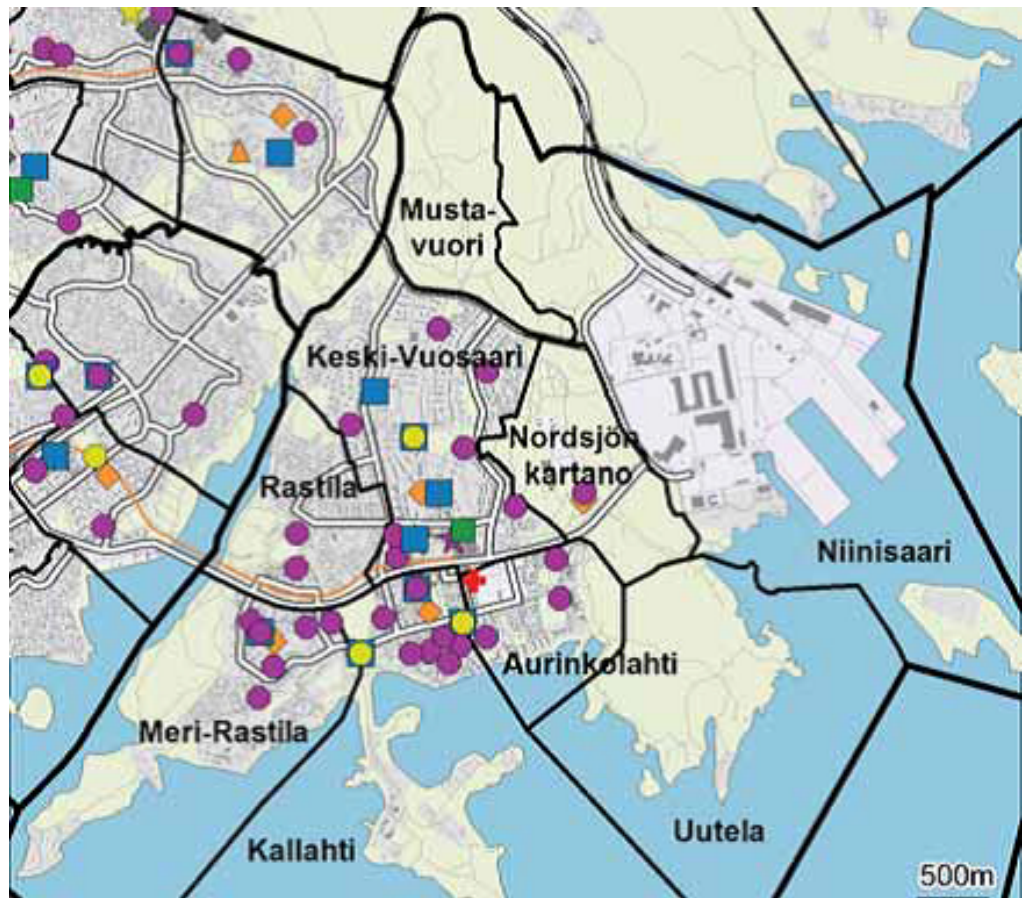 Musta-
vuori
Keski-Vuosaari
Nordsjön
kartano
Rastila
Niinisaari
Aurinkolahti
Meri-Rastila
Uutela
Kallahti
500m